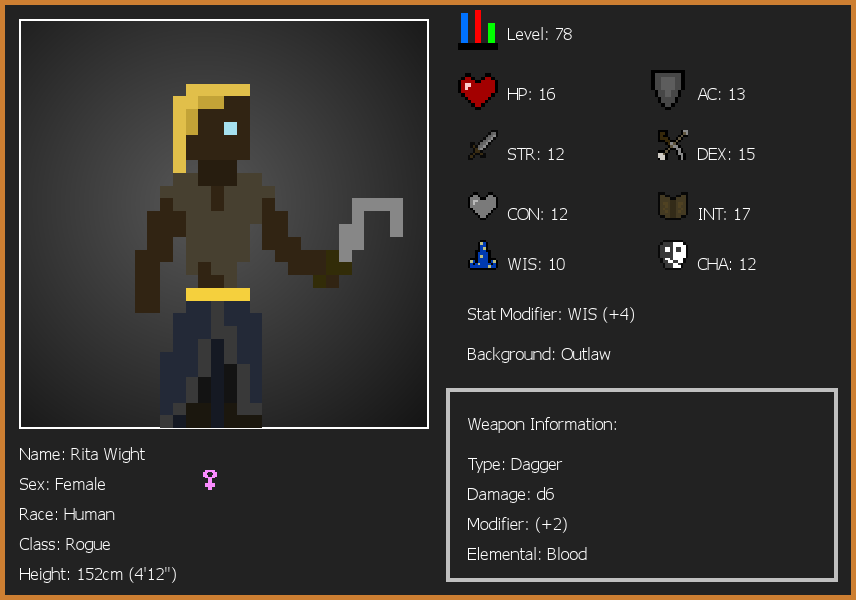 Level: 78
HP: 16
AC: 13
STR: 12
DEX: 15
CON: 12
INT: 17
WIS: 10
CHA: 12
Stat Modifier: WIS (+4)
Background: Outlaw
Weapon Information:
Type: Dagger
Damage: d6
Modifier: (+2)
Elemental: Blood
Name: Rita Wight
Sex: Female
Race: Human
Class: Rogue
Height: 152cm (4'12")